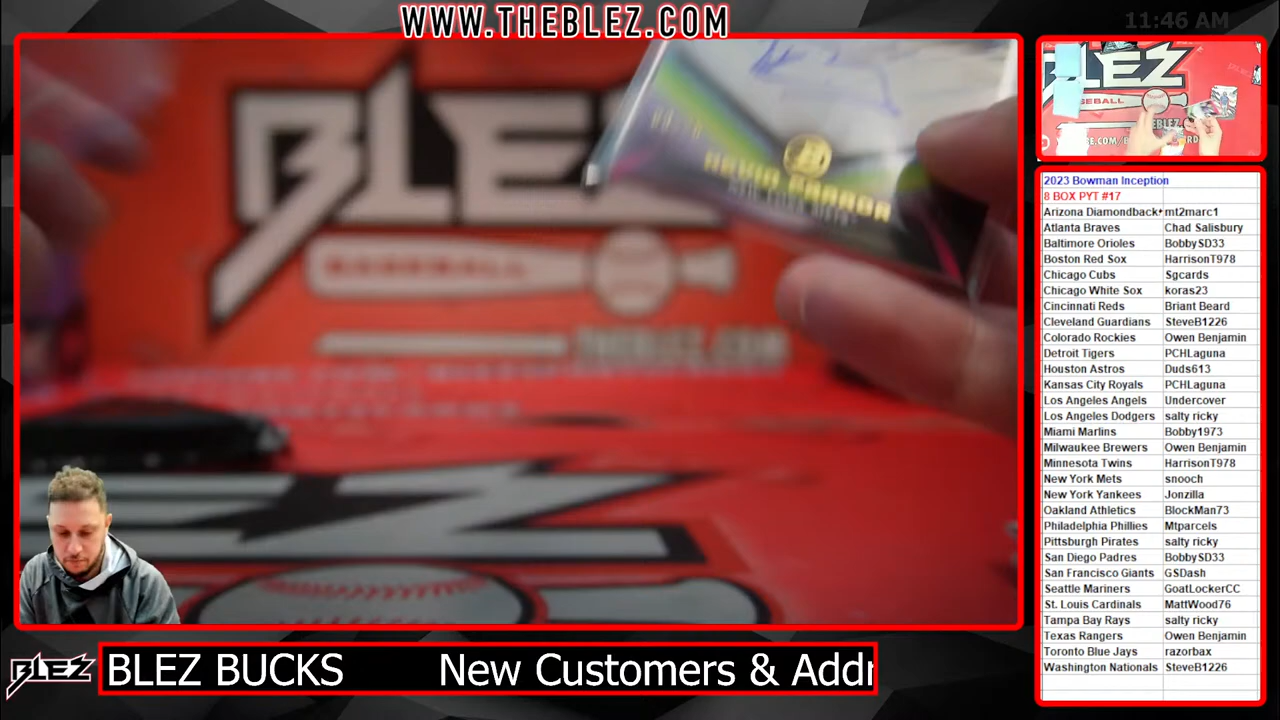 WWW.THEBLEZ.COM
11:46 AM
BLEZ
BASEBALL
THEBLEZ.COM
2023 Bowman Inception
8 BOX PYT #17
Arizona Diamondback mt2marc1
Atlanta Braves Chad Salisbury
Baltimore Orioles BobbySD33
Boston Red Sox HarrisonT978
Chicago Cubs Sgcards
Chicago White Sox koras23
Cincinnati Reds Briant Beard
Cleveland Guardians SteveB1226
Colorado Rockies Owen Benjamin
Detroit Tigers PCHLaguna
Houston Astros Duds613
Kansas City Royals PCHLaguna
Los Angeles Angels Undercover
Los Angeles Dodgers salty ricky
Miami Marlins Bobby1973
Milwaukee Brewers Owen Benjamin
Minnesota Twins HarrisonT978
New York Mets snooch
New York Yankees Jonzilla
Oakland Athletics BlockMan73
Philadelphia Phillies Mtparcels
Pittsburgh Pirates salty ricky
San Diego Padres BobbySD33
San Francisco Giants GSDash
Seattle Mariners GoatLockerCC
St. Louis Cardinals MattWood76
Tampa Bay Rays salty ricky
Texas Rangers Owen Benjamin
Toronto Blue Jays razorbax
Washington Nationals SteveB1226
BLEZ
BLEZ BUCKS New Customers & Addr